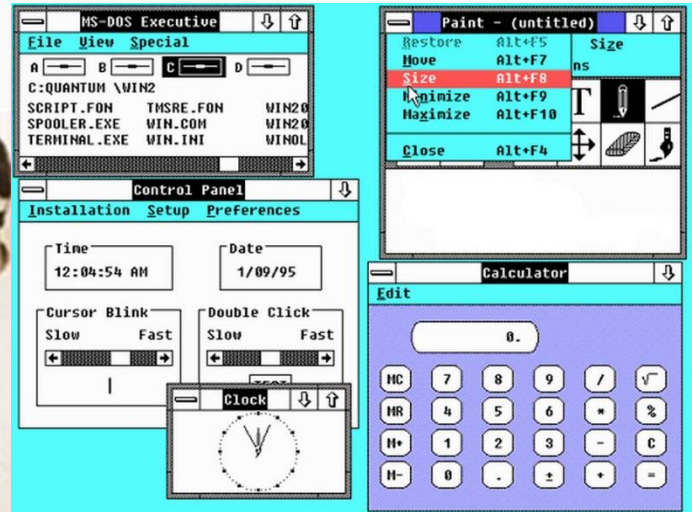 MS-DOS Executive
File View Special
A B C D
C:QUANTUM \WIN2
SCRIPT.FON TMSRE.FON WIN20
SPOOLER.EXE WIN.COM WIN20
TERMINAL.EXE WIN.INI WINOL
Paint - (untitled)
Restore Alt+F5
Move Alt+F7
Size Alt+F8
Minimize Alt+F9
Maximize Alt+F10
Close Alt+F4
Size
ns
T
Control Panel
Installation Setup Preferences
Time
12:04:54 AM
Date
1/09/95
Cursor Blink
Slow Fast
Double Click
Slow Fast
Clock
Calculator
Edit
0.
MC 7 8 9 / √
MR 4 5 6 * %
M+ 1 2 3 - C
M- 0 . ± + =